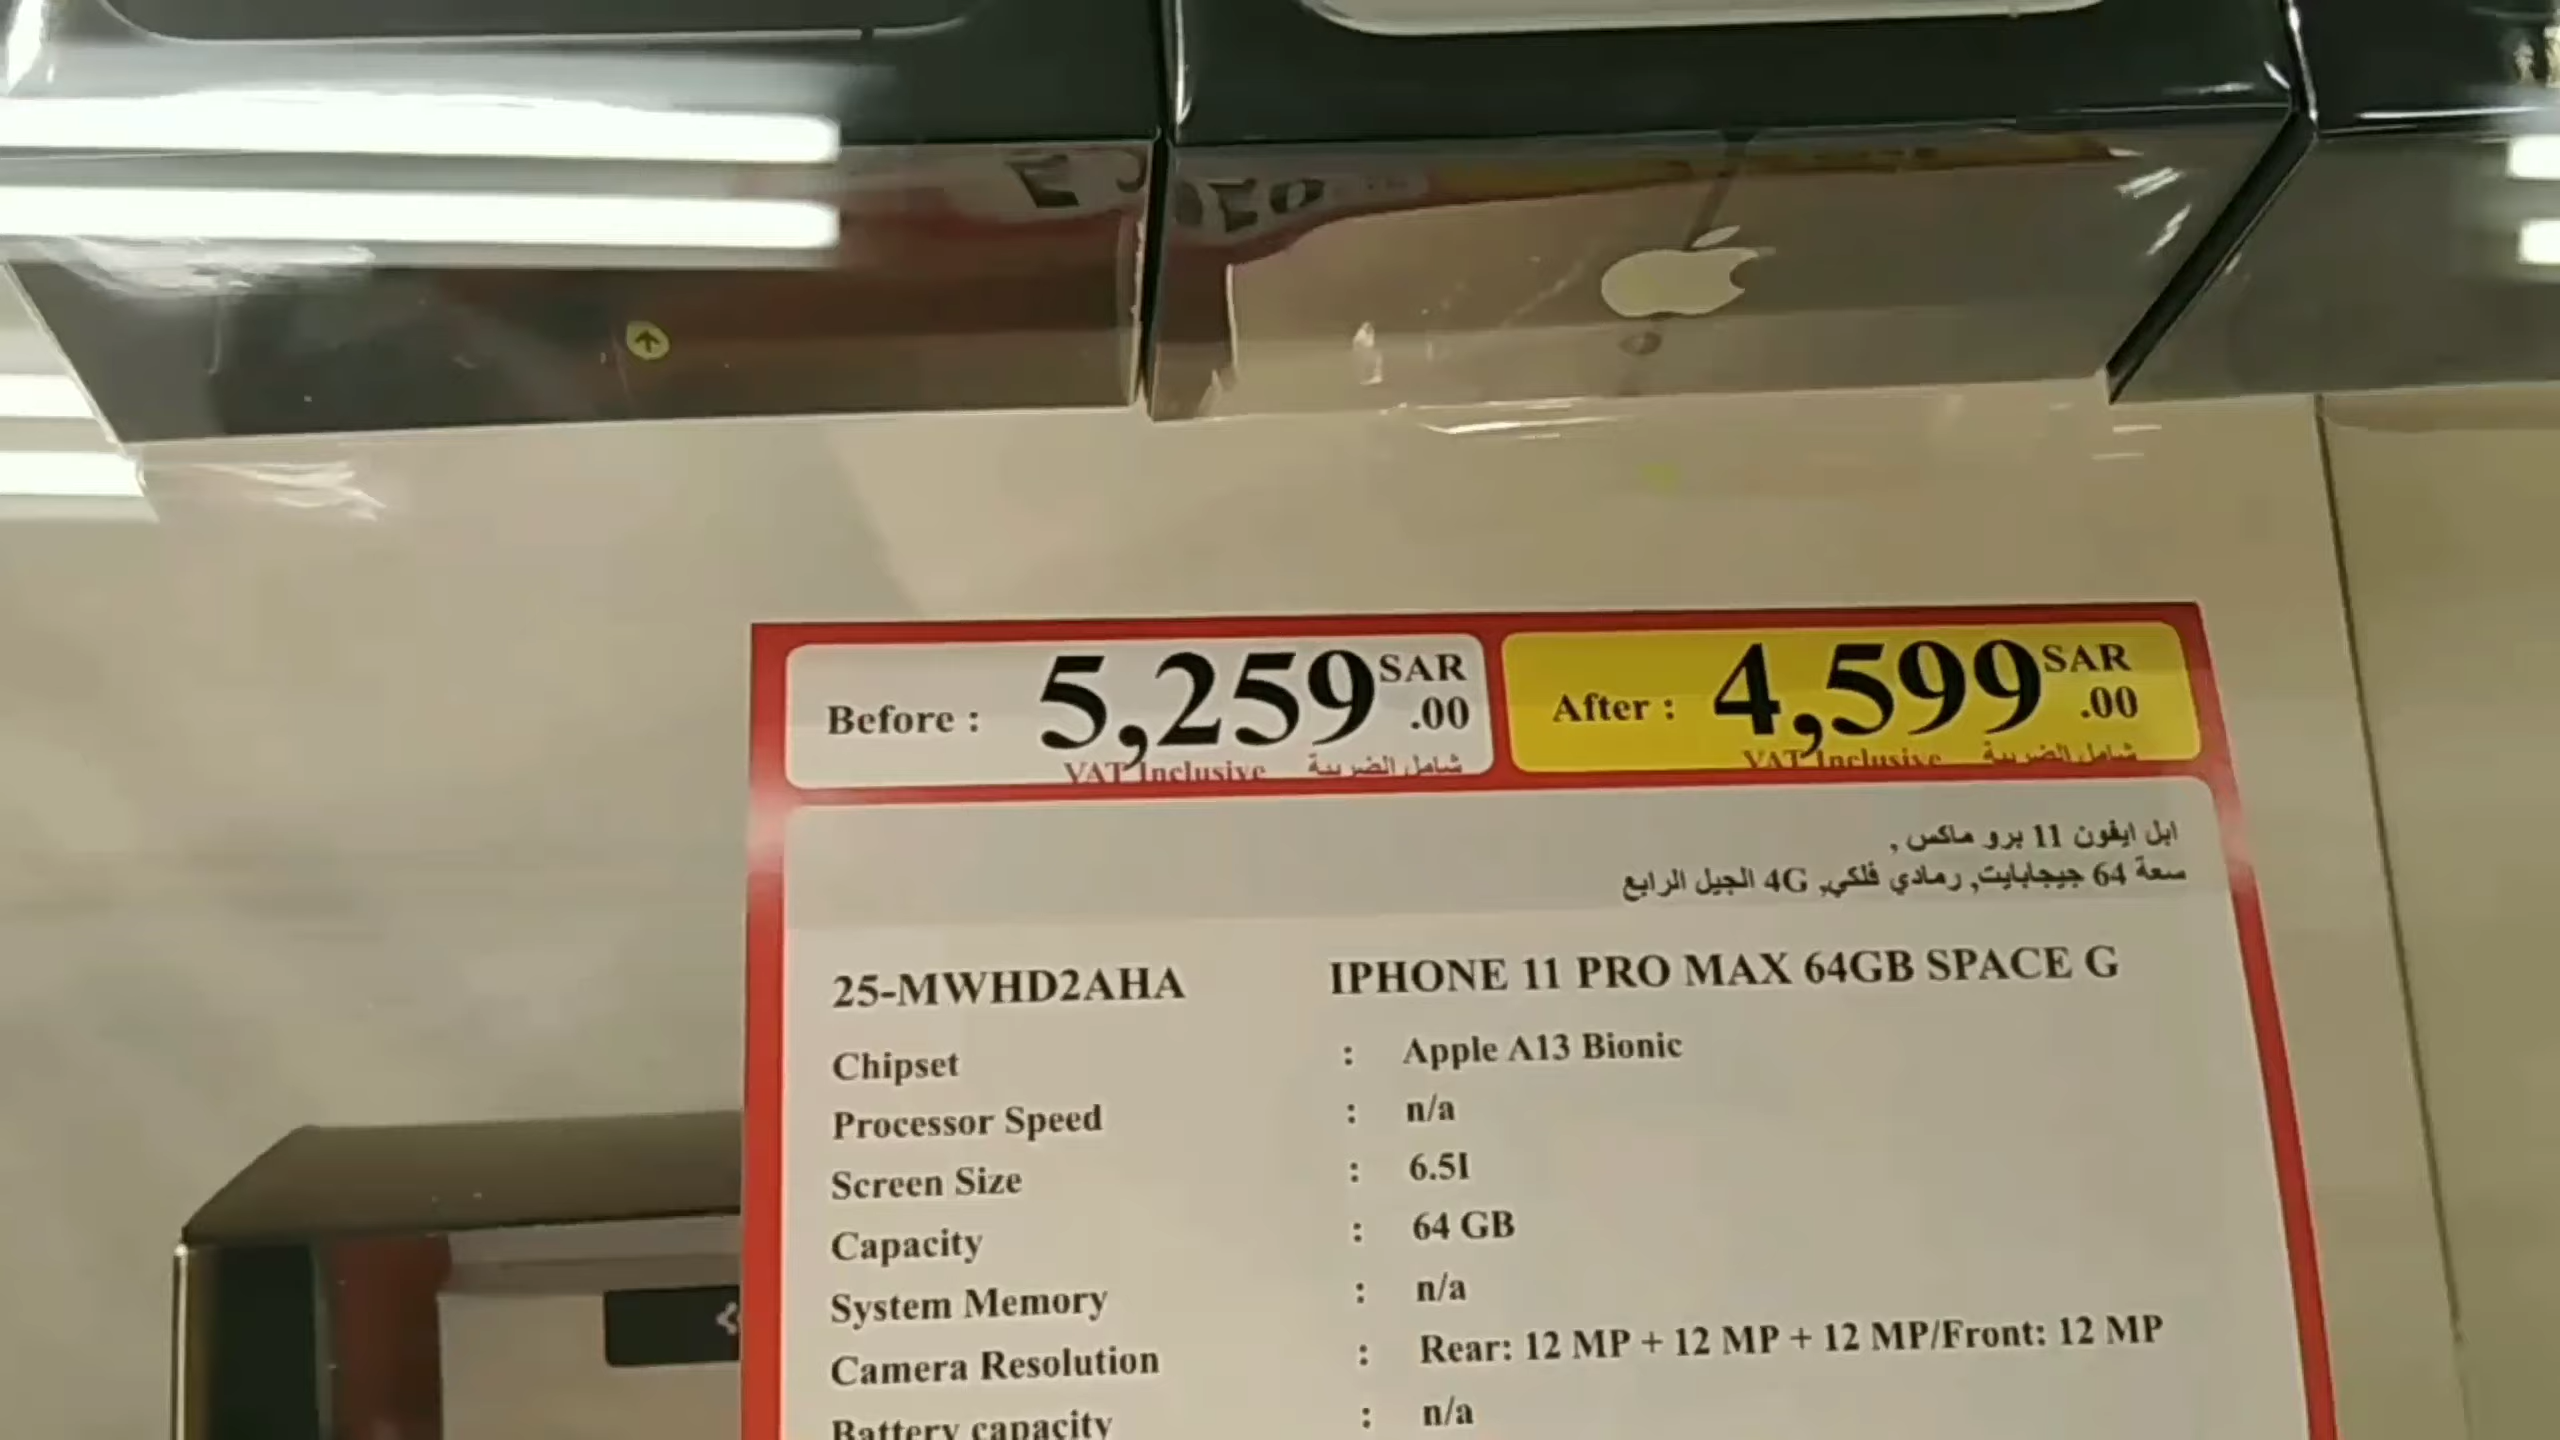 Before : 5,259 SAR .00
VAT Inclusive شامل الضريبة
After : 4,599 SAR .00
VAT Inclusive شامل الضريبة
ابل ايفون 11 برو ماكس ,
سعة 64 جيجابايت, رمادي فلكي, 4G الجيل الرابع
25-MWHD2AHA IPHONE 11 PRO MAX 64GB SPACE G
Chipset : Apple A13 Bionic
Processor Speed : n/a
Screen Size : 6.5I
Capacity : 64 GB
System Memory : n/a
Camera Resolution : Rear: 12 MP + 12 MP + 12 MP/Front: 12 MP
Battery capacity : n/a